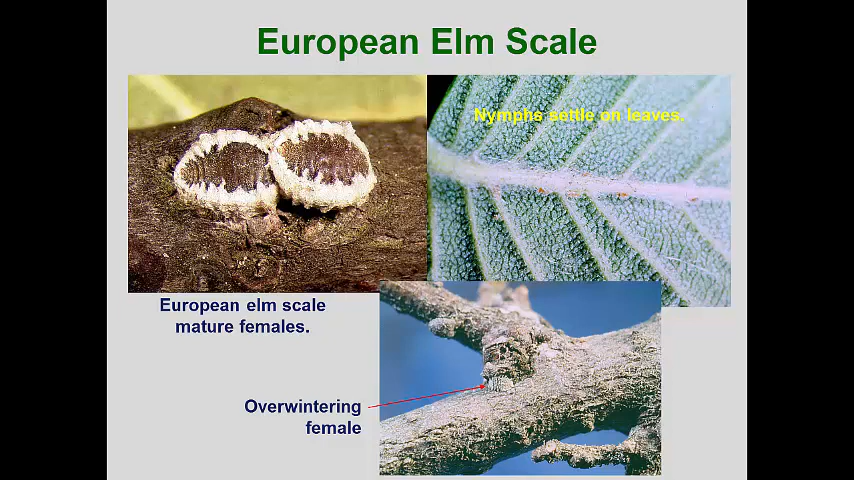 European Elm Scale
Nymphs settle on leaves.
European elm scale
mature females.
Overwintering
female